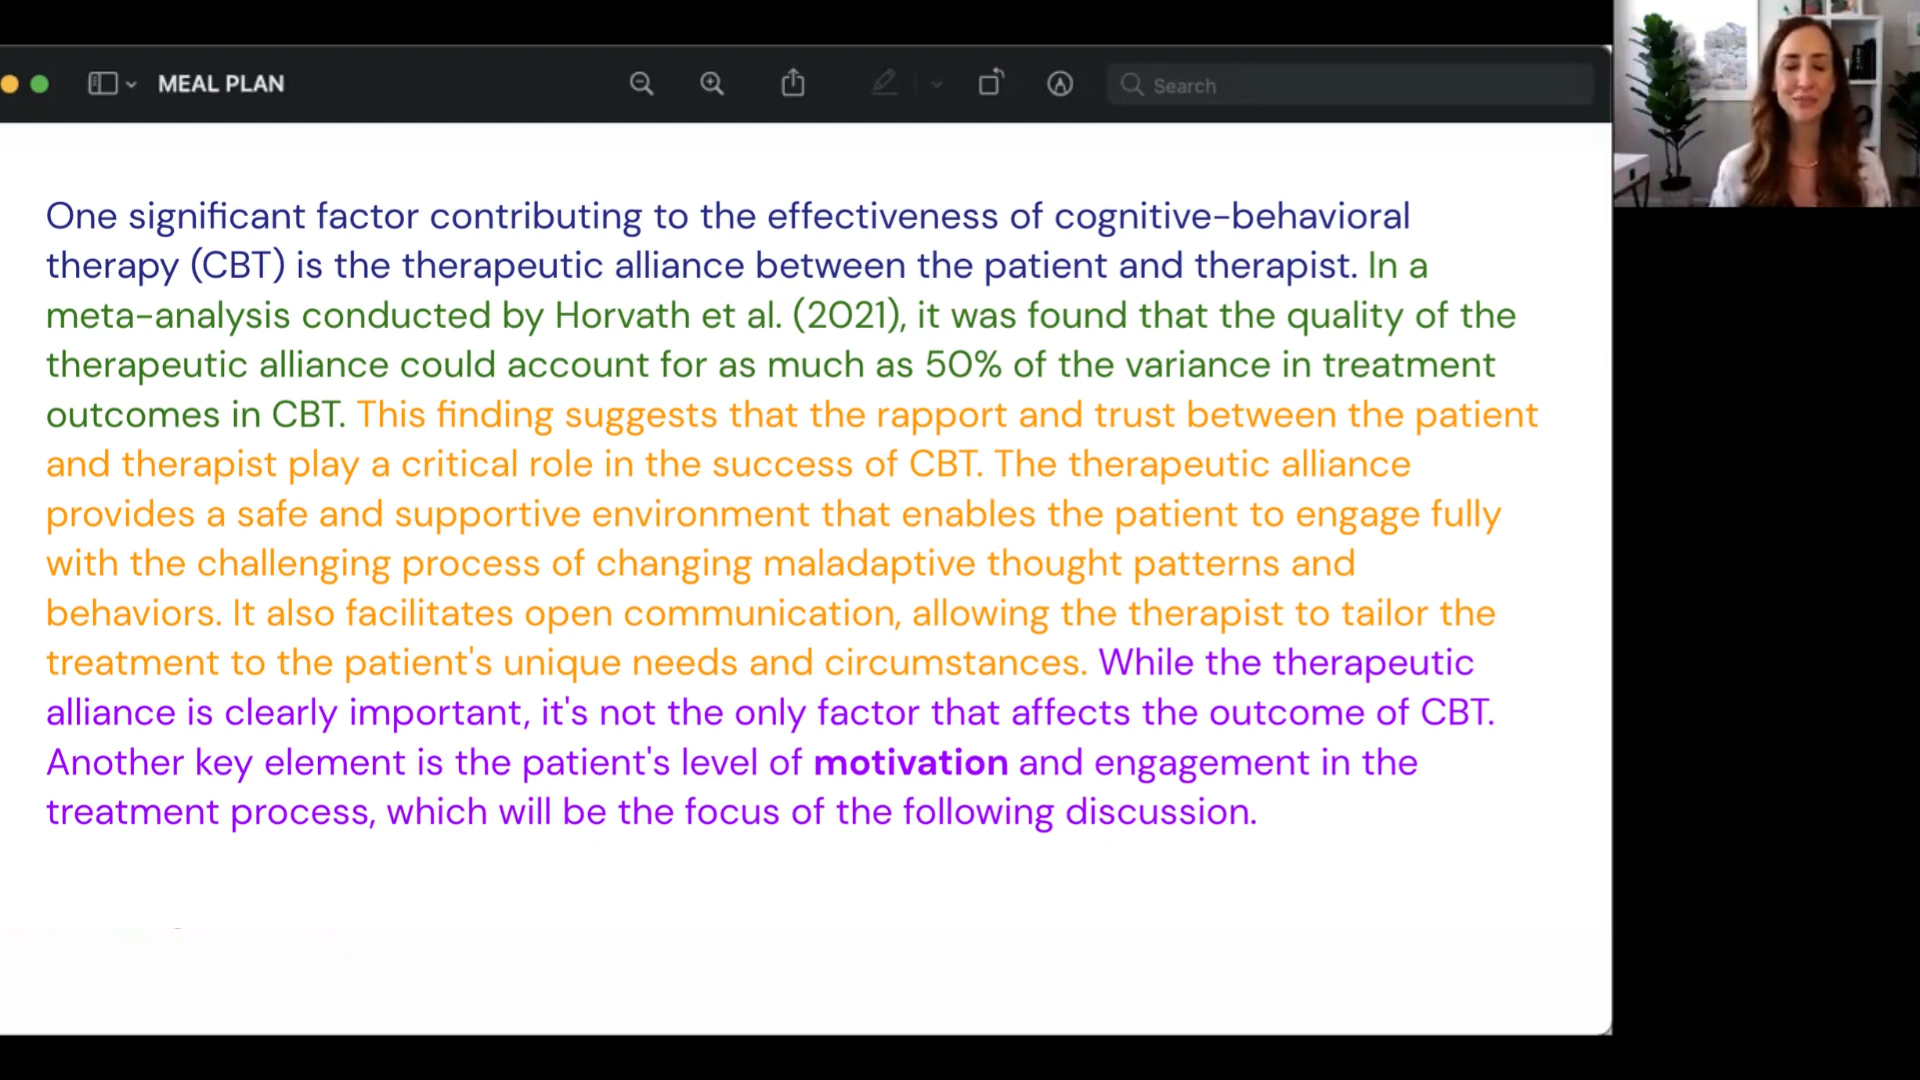 MEAL PLAN
Search
One significant factor contributing to the effectiveness of cognitive-behavioral
therapy (CBT) is the therapeutic alliance between the patient and therapist. In a
meta-analysis conducted by Horvath et al. (2021), it was found that the quality of the
therapeutic alliance could account for as much as 50% of the variance in treatment
outcomes in CBT. This finding suggests that the rapport and trust between the patient
and therapist play a critical role in the success of CBT. The therapeutic alliance
provides a safe and supportive environment that enables the patient to engage fully
with the challenging process of changing maladaptive thought patterns and
behaviors. It also facilitates open communication, allowing the therapist to tailor the
treatment to the patient's unique needs and circumstances. While the therapeutic
alliance is clearly important, it's not the only factor that affects the outcome of CBT.
Another key element is the patient's level of motivation and engagement in the
treatment process, which will be the focus of the following discussion.